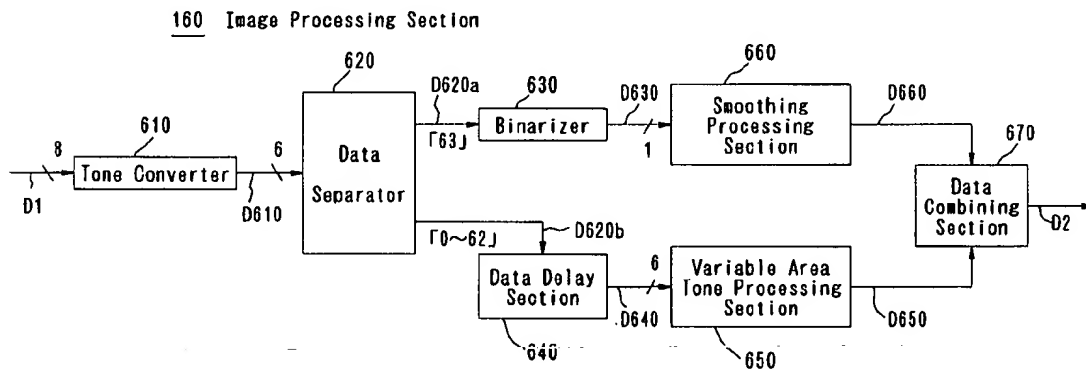 160 Image Processing Section
620
D620a
630
D630
660
Smoothing
Processing
Section
D660
「63」
Binarizer
1
670
610
8
6
Tone Converter
D1
D610
Data
Separator
Data
Combining
Section
D2
「0～62」
D620b
Data Delay
Section
640
6
D640
Variable Area
Tone Processing
Section
650
D650